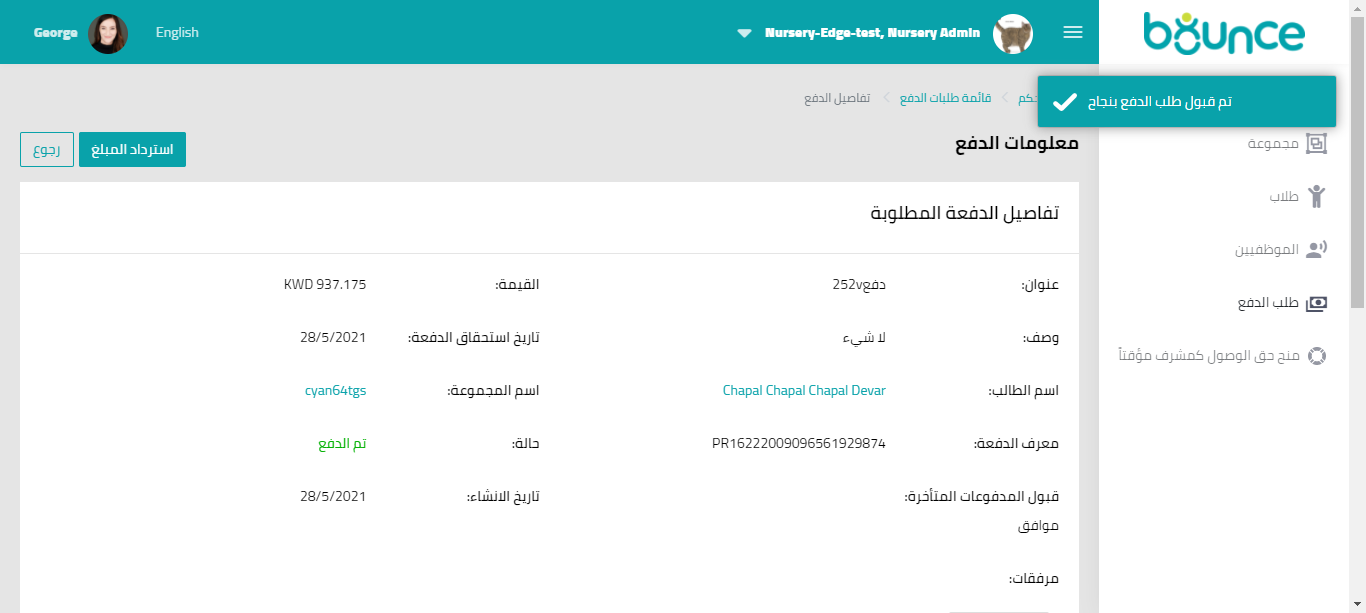 bounce
Nursery-Edge-test, Nursery Admin
English
George
تم قبول طلب الدفع بنجاح
قائمة طلبات الدفع
تفاصيل الدفع
معلومات الدفع
استرداد المبلغ
رجوع
مجموعة
طلاب
الموظفيين
طلب الدفع
منح حق الوصول كمشرف مؤقتاً
تفاصيل الدفعة المطلوبة
عنوان: دفع252v القيمة: KWD 937.175
وصف: لا شيء تاريخ استحقاق الدفعة: 28/5/2021
اسم الطالب: Chapal Chapal Chapal Devar اسم المجموعة: cyan64tgs
معرف الدفعة: PR16222009096561929874 حالة: تم الدفع
قبول المدفوعات المتأخرة: تاريخ الانشاء: 28/5/2021
موافق
مرفقات: